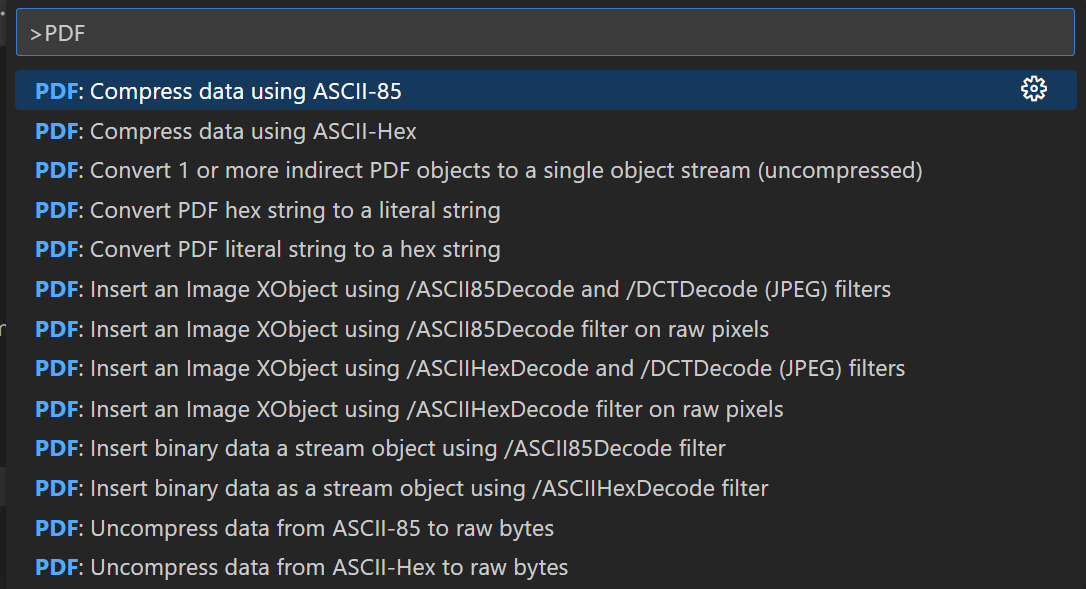 >PDF
PDF: Compress data using ASCII-85
PDF: Compress data using ASCII-Hex
PDF: Convert 1 or more indirect PDF objects to a single object stream (uncompressed)
PDF: Convert PDF hex string to a literal string
PDF: Convert PDF literal string to a hex string
PDF: Insert an Image XObject using /ASCII85Decode and /DCTDecode (JPEG) filters
PDF: Insert an Image XObject using /ASCII85Decode filter on raw pixels
PDF: Insert an Image XObject using /ASCIIHexDecode and /DCTDecode (JPEG) filters
PDF: Insert an Image XObject using /ASCIIHexDecode filter on raw pixels
PDF: Insert binary data a stream object using /ASCII85Decode filter
PDF: Insert binary data as a stream object using /ASCIIHexDecode filter
PDF: Uncompress data from ASCII-85 to raw bytes
PDF: Uncompress data from ASCII-Hex to raw bytes